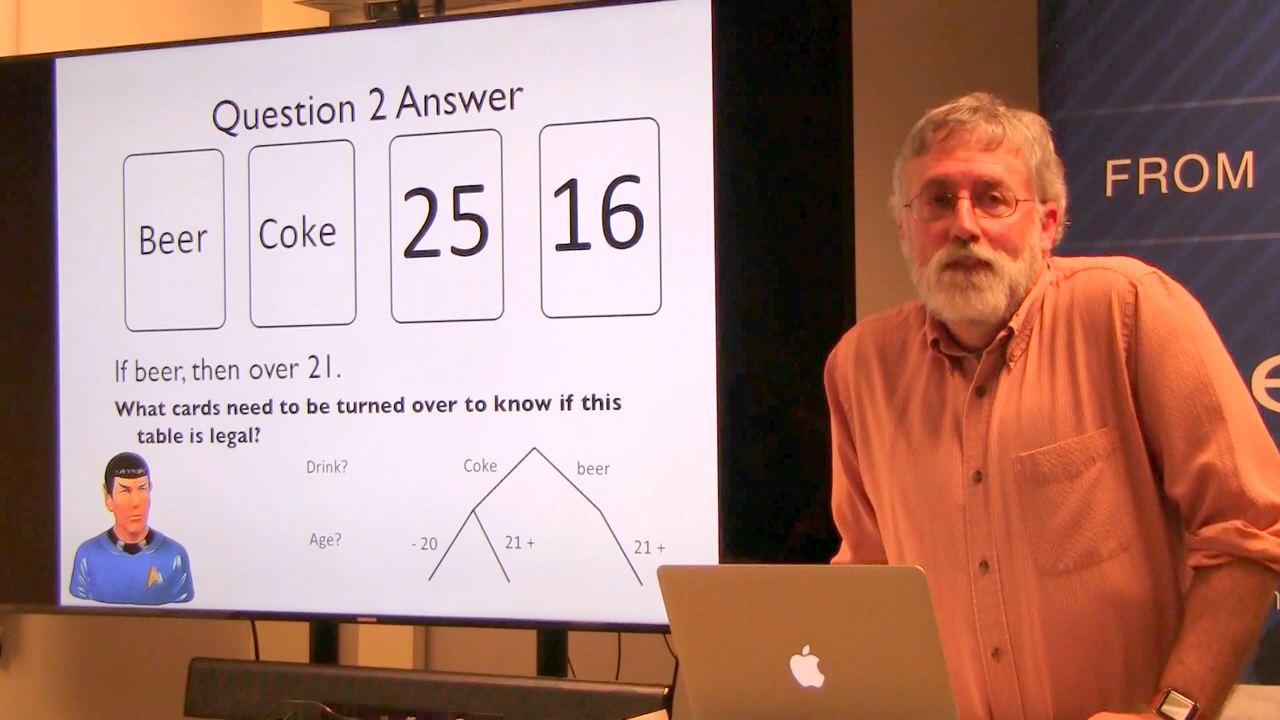 Question 2 Answer
Beer
Coke
25
16
If beer, then over 21.
What cards need to be turned over to know if this
table is legal?
Drink?
Coke
beer
Age?
- 20
21 +
21 +
FROM
e
SAMSUNG